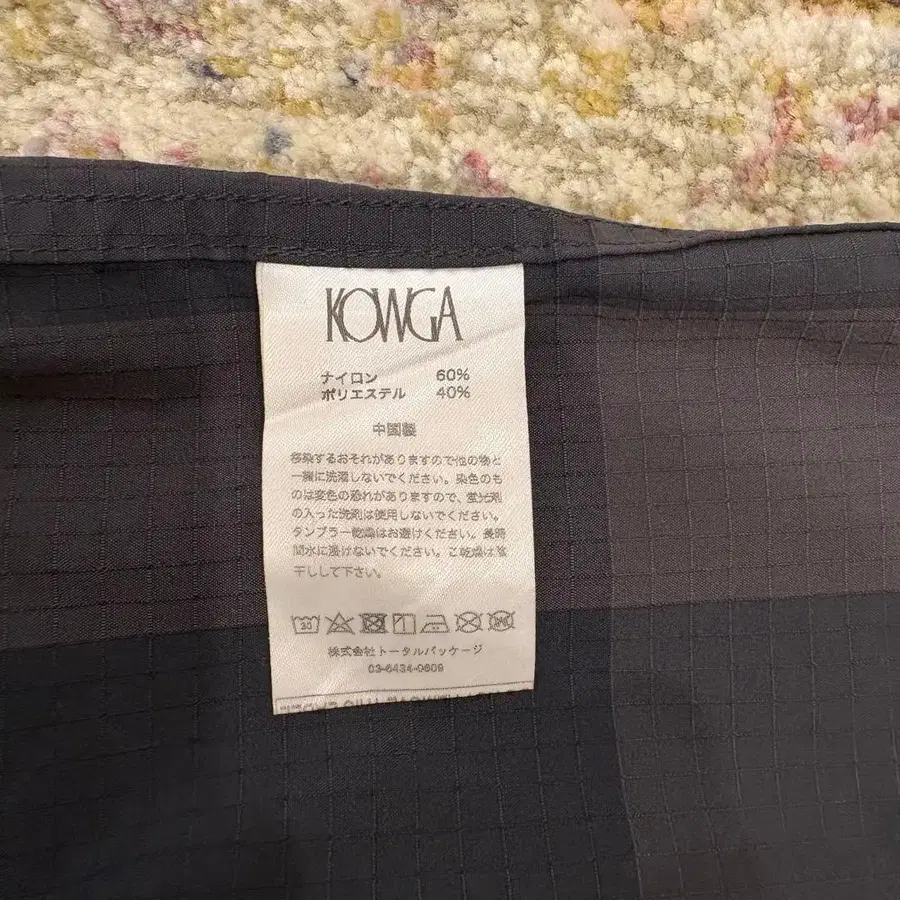 KOWGA
ナイロン 60%
ポリエステル 40%
中国製
移染するおそれがありますので他の物と
一緒に洗濯しないでください。染色のも
のは変色の恐れがありますので、蛍光剤
の入った洗剤は使用しないでください。
タンブラー乾燥はお避けください。長時
間水に浸けないでください。ご乾燥は陰
干しして下さい。
30
株式会社トータルパッケージ
03-6434-0609